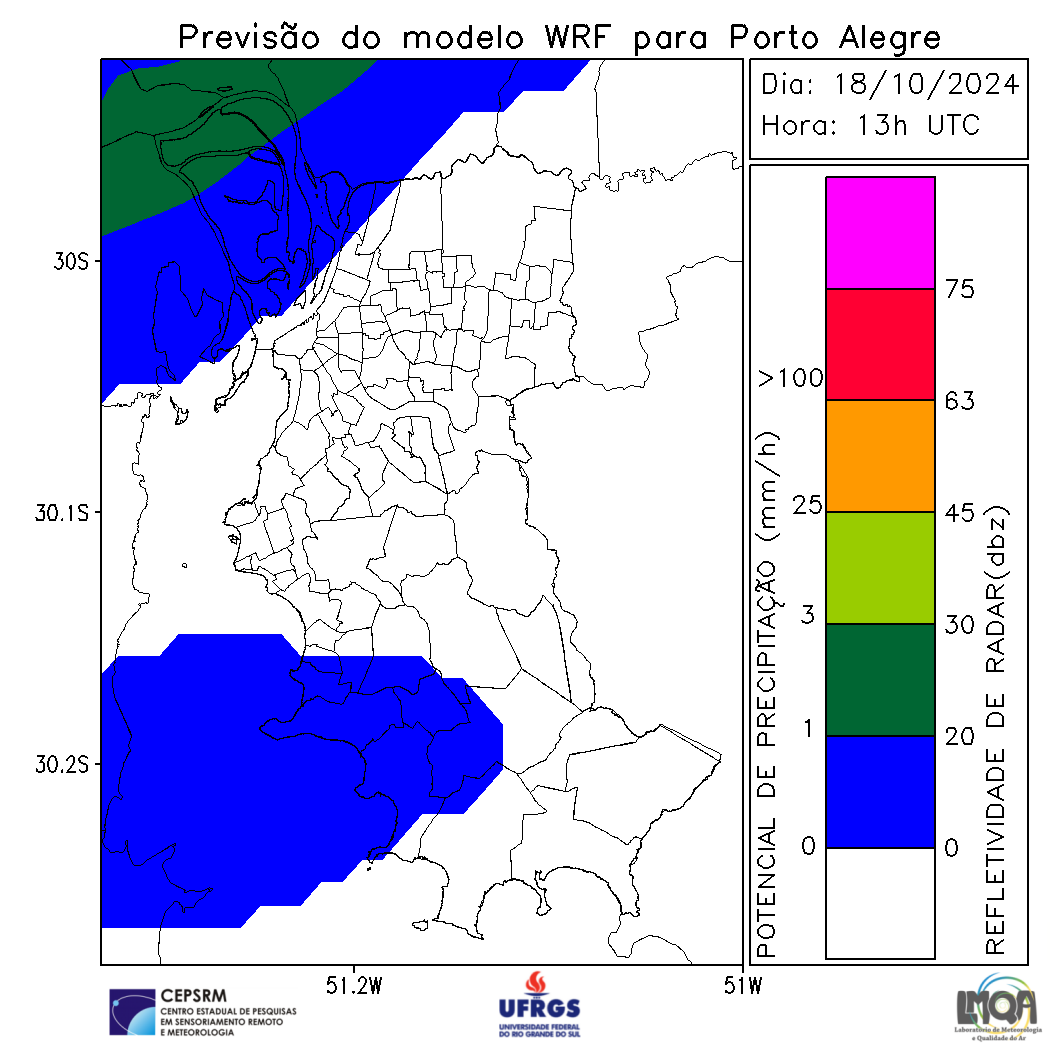 Previsão do modelo WRF para Porto Alegre
Dia: 18/10/2024
Hora: 13h UTC
30S
30.1S
30.2S
51.2W
51W
POTENCIAL DE PRECIPITAÇÃO (mm/h)
>100
25
3
1
0
75
63
45
30
20
0
REFLETIVIDADE DE RADAR(dbz)
CEPSRM
CENTRO ESTADUAL DE PESQUISAS
EM SENSORIAMENTO REMOTO
E METEOROLOGIA
UFRGS
UNIVERSIDADE FEDERAL
DO RIO GRANDE DO SUL
LMQA
Laboratório de Meteorologia
e Qualidade do Ar